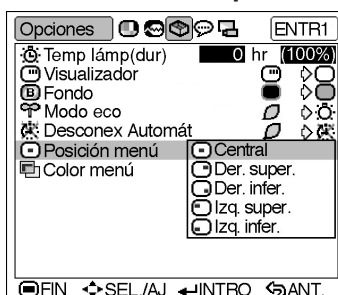 Opciones ENTR1
Temp lámp(dur) 0 hr (100%)
Visualizador
B Fondo
Modo eco
Desconex Automát
Posición menú
Color menú
Central
Der. super.
Der. infer.
Izq. super.
Izq. infer.
FIN SEL./AJ INTRO ANT.